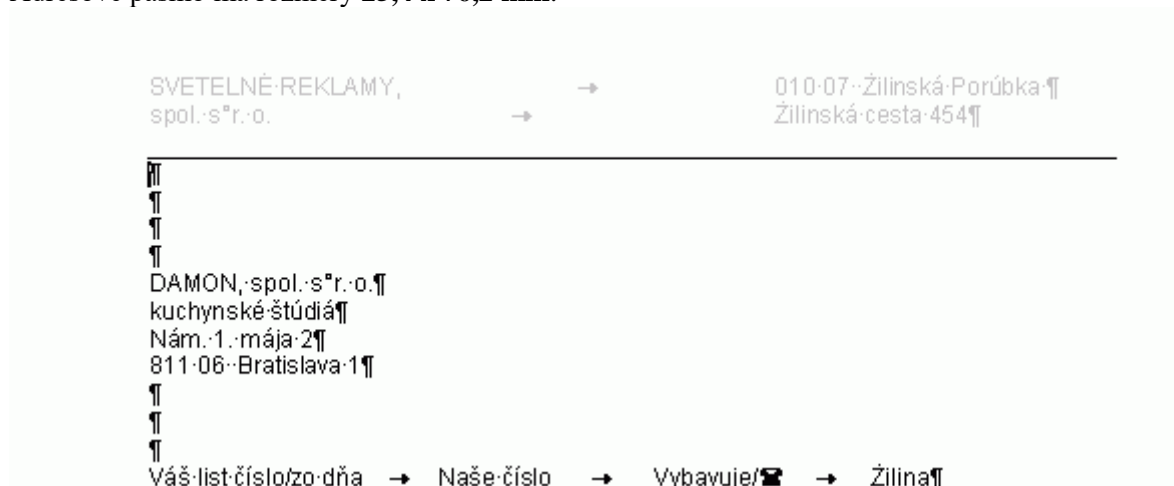 SVETELNÉ·REKLAMY, → 010·07··Žilinská·Porúbka·¶
spol.·s°r.·o. → Žilinská·cesta·454¶
¶
¶
¶
¶
DAMON,·spol.·s°r.·o.¶
kuchynské·štúdiá¶
Nám.·1.·mája·2¶
811·06··Bratislava·1¶
¶
¶
¶
Váš·list·číslo/zo·dňa → Naše·číslo → Vybavuje/☎ → Žilina¶